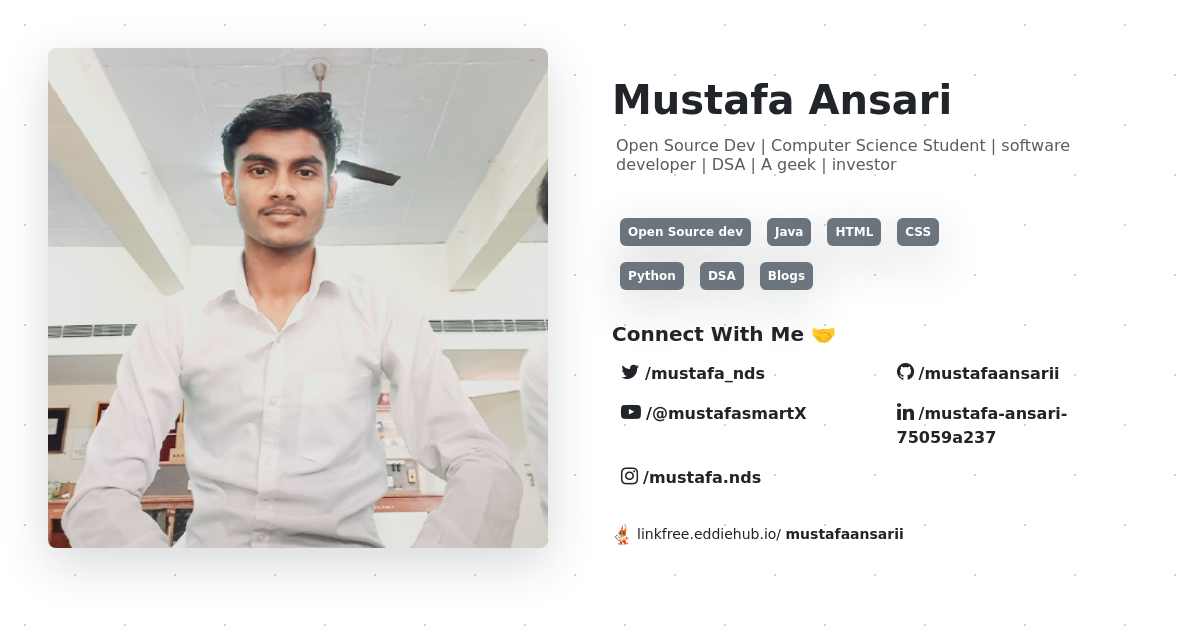 Mustafa Ansari
Open Source Dev | Computer Science Student | software
developer | DSA | A geek | investor
Open Source dev Java HTML CSS
Python DSA Blogs
Connect With Me 🤝
/mustafa_nds /mustafaansarii
/@mustafasmartX /mustafa-ansari-
75059a237
/mustafa.nds
linkfree.eddiehub.io/ mustafaansarii